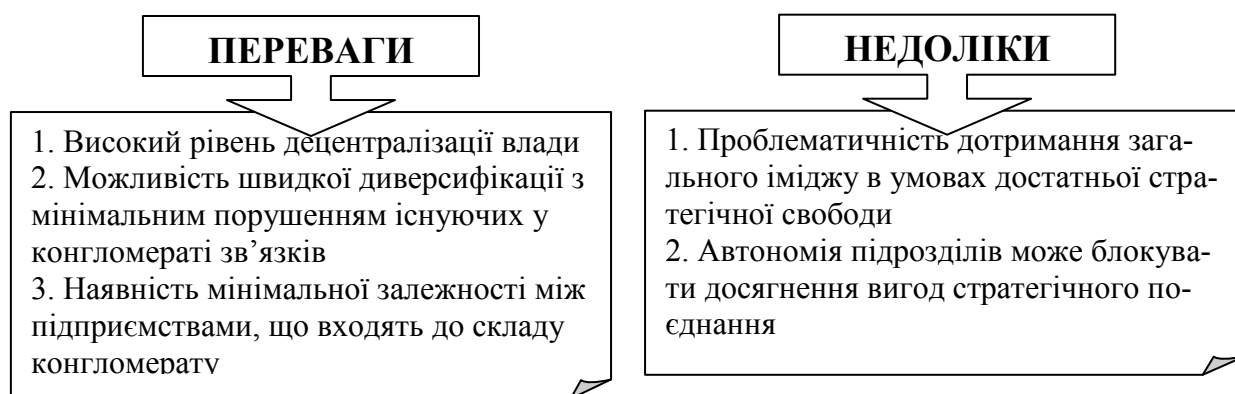 ПЕРЕВАГИ
1. Високий рівень децентралізації влади
2. Можливість швидкої диверсифікації з
мінімальним порушенням існуючих у
конгломераті зв’язків
3. Наявність мінімальної залежності між
підприємствами, що входять до складу
конгломерату
НЕДОЛІКИ
1. Проблематичність дотримання зага-
льного іміджу в умовах достатньої стра-
тегічної свободи
2. Автономія підрозділів може блокува-
ти досягнення вигод стратегічного по-
єднання